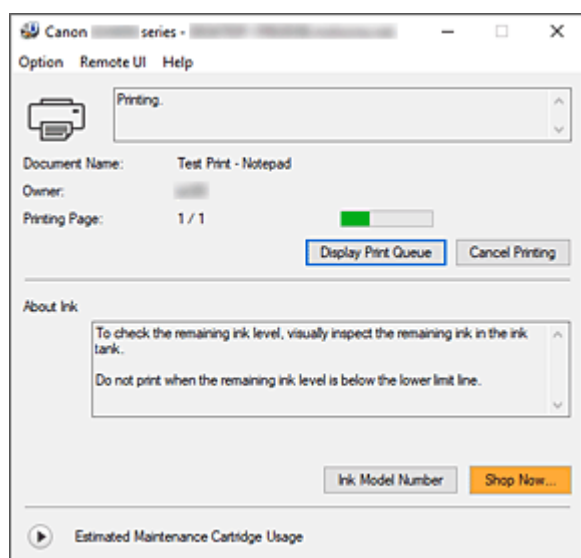 Canon series -
Option Remote UI Help
Printing.
Document Name: Test Print - Notepad
Owner:
Printing Page: 1 / 1
Display Print Queue Cancel Printing
About Ink
To check the remaining ink level, visually inspect the remaining ink in the ink
tank.
Do not print when the remaining ink level is below the lower limit line.
Ink Model Number Shop Now...
Estimated Maintenance Cartridge Usage